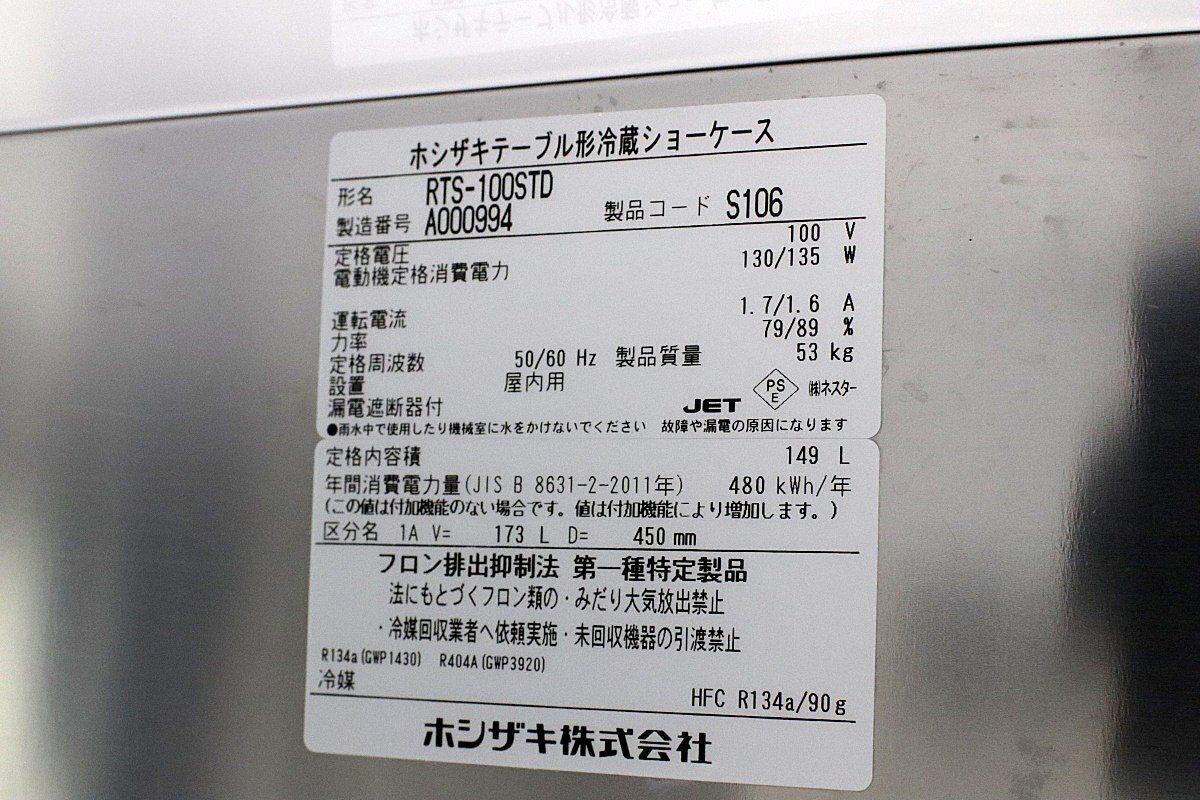 ホシザキテーブル形冷蔵ショーケース
形名 RTS-100STD
製造番号 A000994 製品コード S106
定格電圧 100 V
電動機定格消費電力 130/135 W
運転電流 1.7/1.6 A
力率 79/89 %
定格周波数 50/60 Hz 製品質量 53 kg
設置 屋内用
漏電遮断器付 JET PSE ㈱ネスター
●雨水中で使用したり機械室に水をかけないでください 故障や漏電の原因になります
定格内容積 149 L
年間消費電力量(JIS B 8631-2-2011年) 480 kWh/年
(この値は付加機能のない場合です。値は付加機能により増加します。)
区分名 1A V= 173 L D= 450 mm
フロン排出抑制法 第一種特定製品
法にもとづくフロン類の・みだり大気放出禁止
・冷媒回収業者へ依頼実施・未回収機器の引渡禁止
R134a(GWP1430) R404A(GWP3920)
冷媒 HFC R134a/90g
ホシザキ株式会社